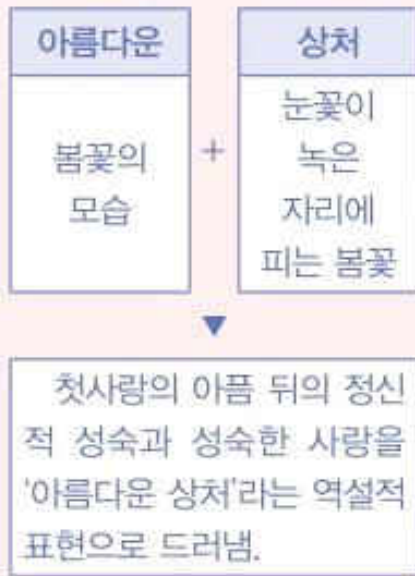 아름다운
봄꽃의
모습
+
상처
눈꽃이
녹은
자리에
피는 봄꽃
▼
첫사랑의 아픔 뒤의 정신
적 성숙과 성숙한 사랑을
'아름다운 상처'라는 역설적
표현으로 드러냄.